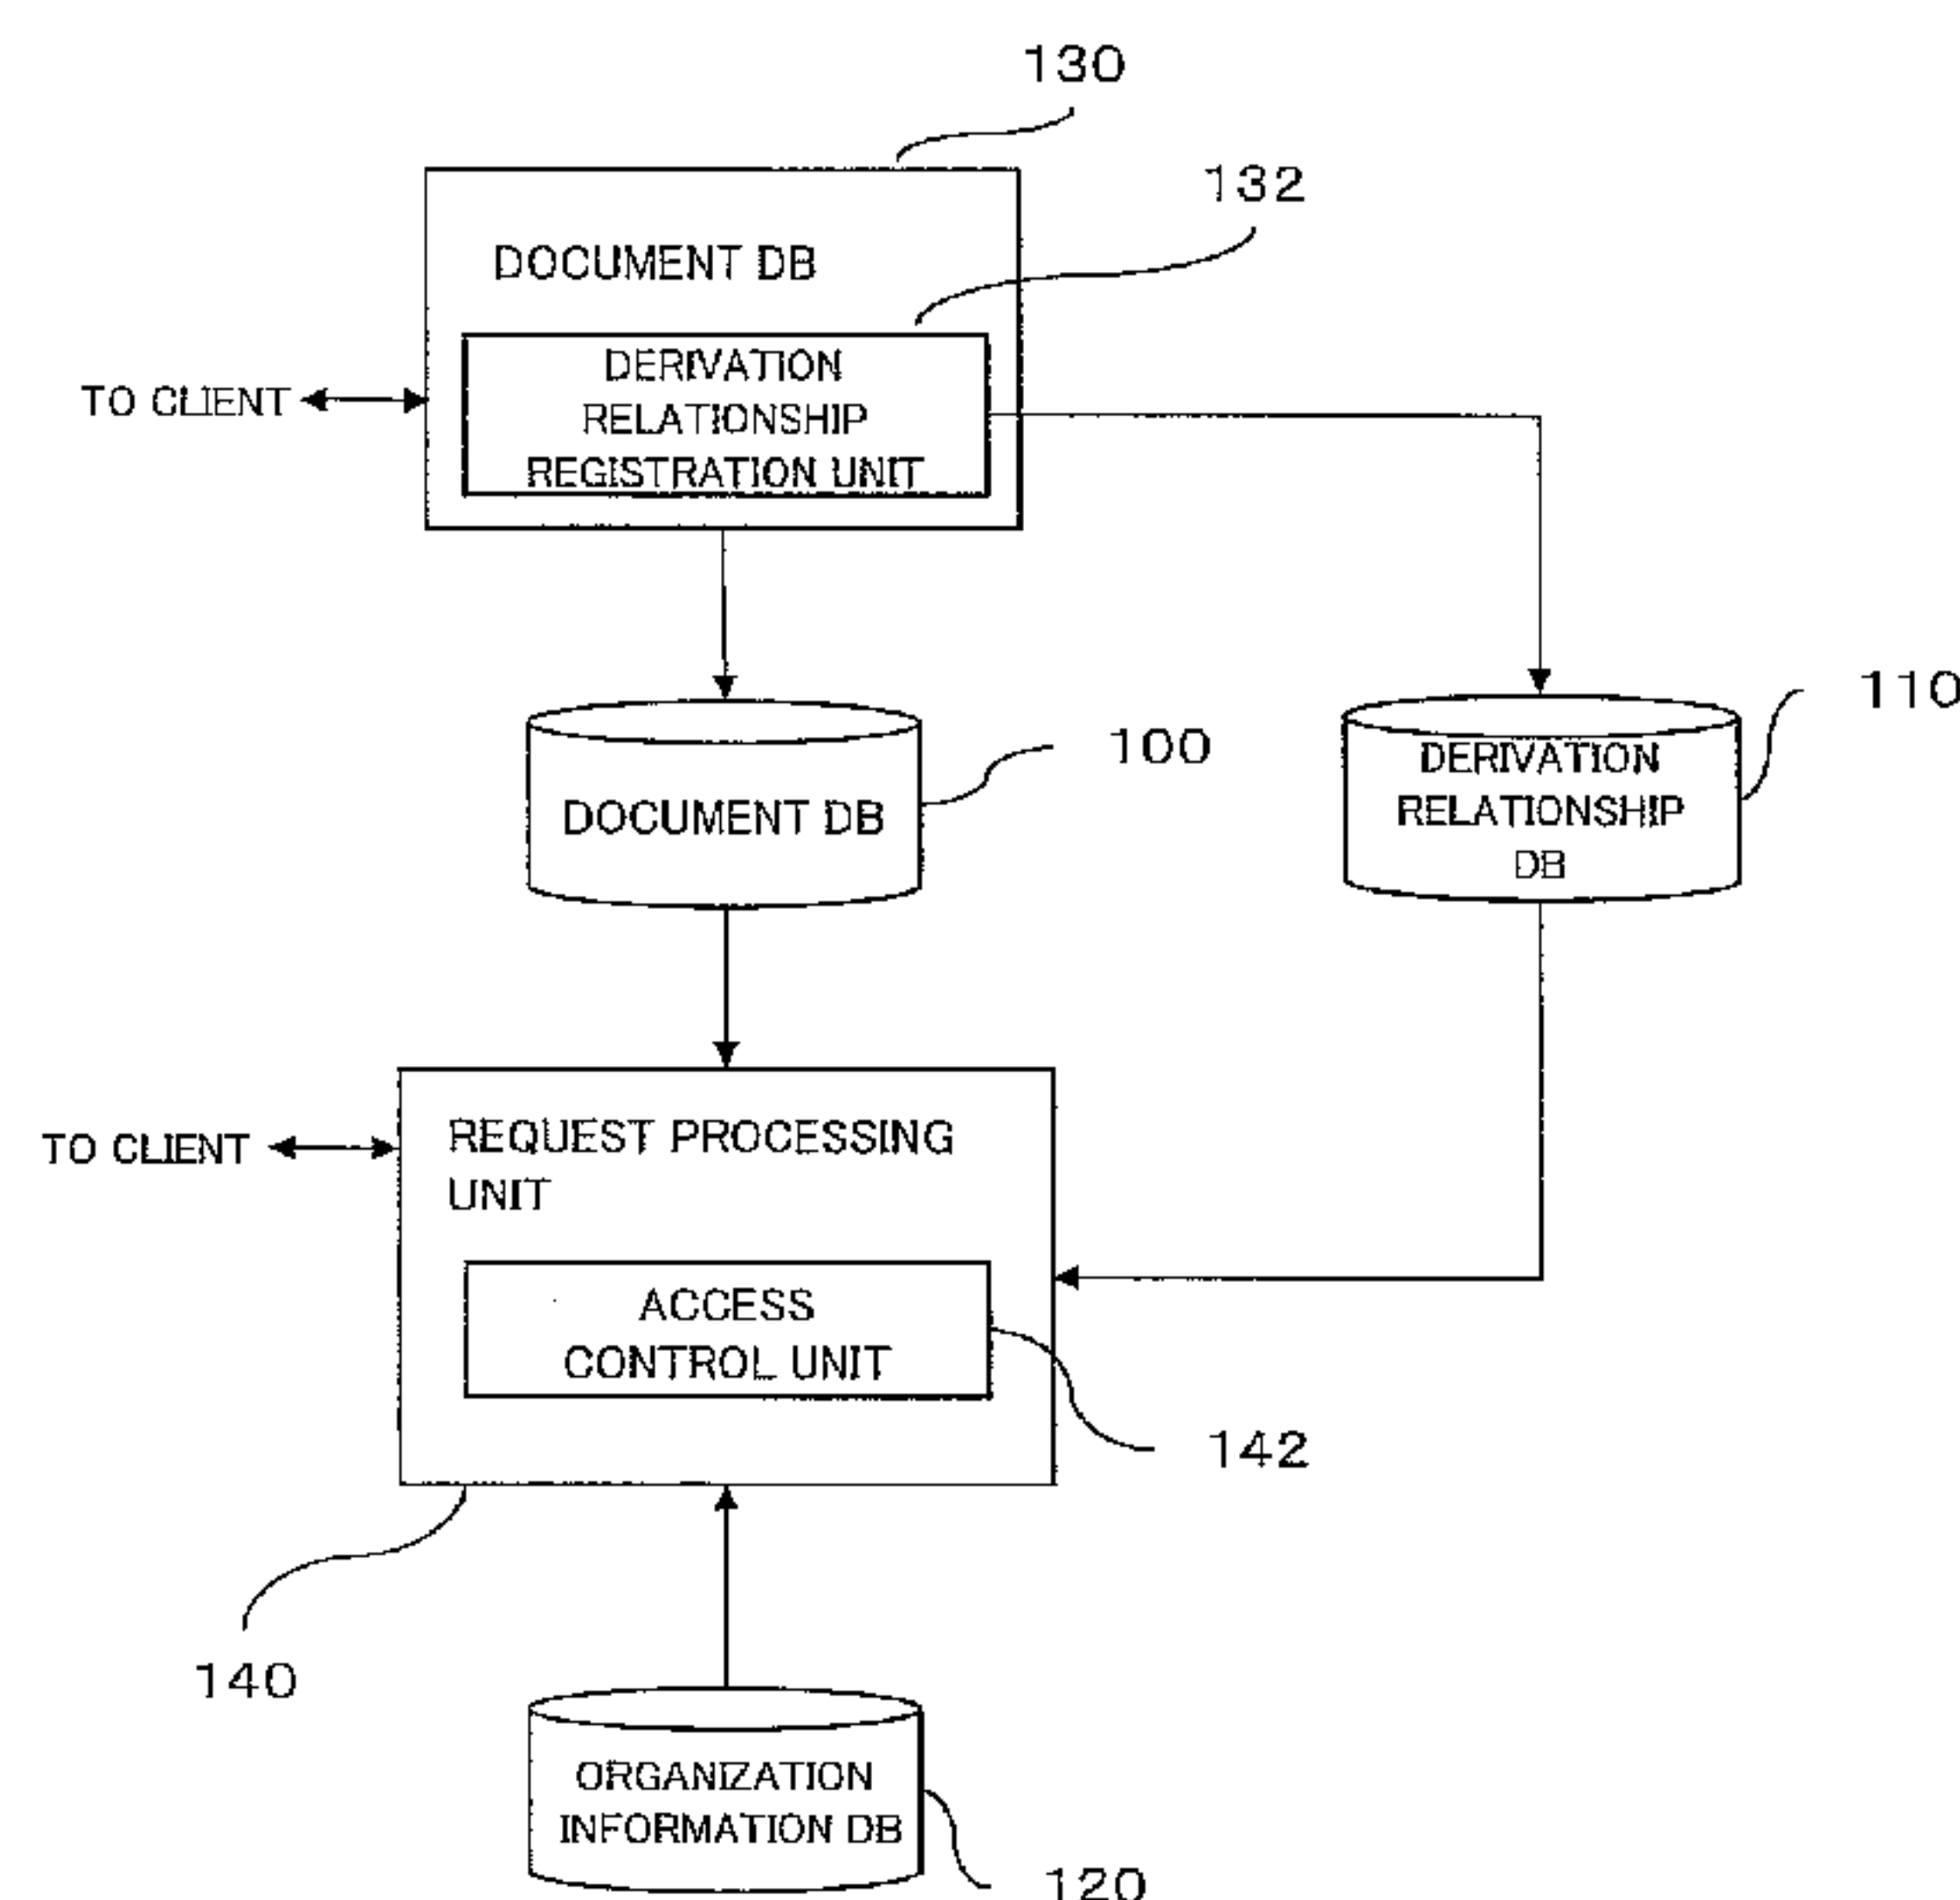 130
132
DOCUMENT DB
DERIVATION
RELATIONSHIP
REGISTRATION UNIT
TO CLIENT
110
100
DOCUMENT DB
DERIVATION
RELATIONSHIP
DB
TO CLIENT
REQUEST PROCESSING
UNIT
ACCESS
CONTROL UNIT
142
140
ORGANIZATION
INFORMATION DB
120